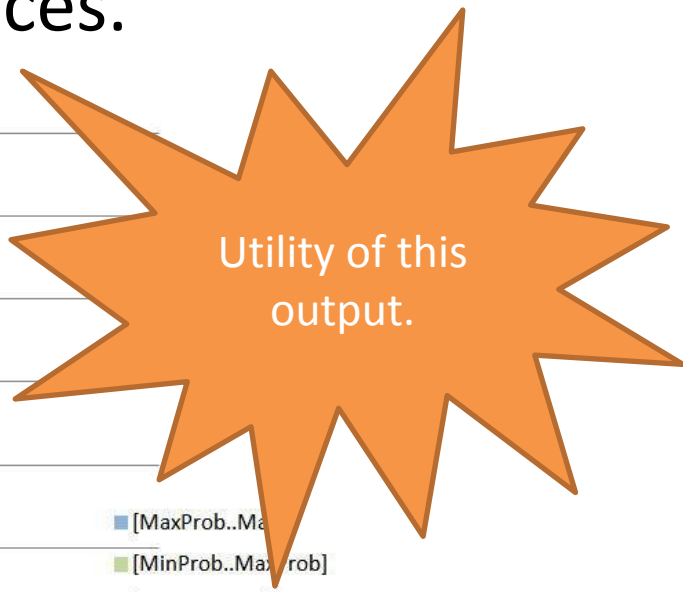 ces.
Utility of this
output.
[MaxProb..Ma
[MinProb..Max rob]